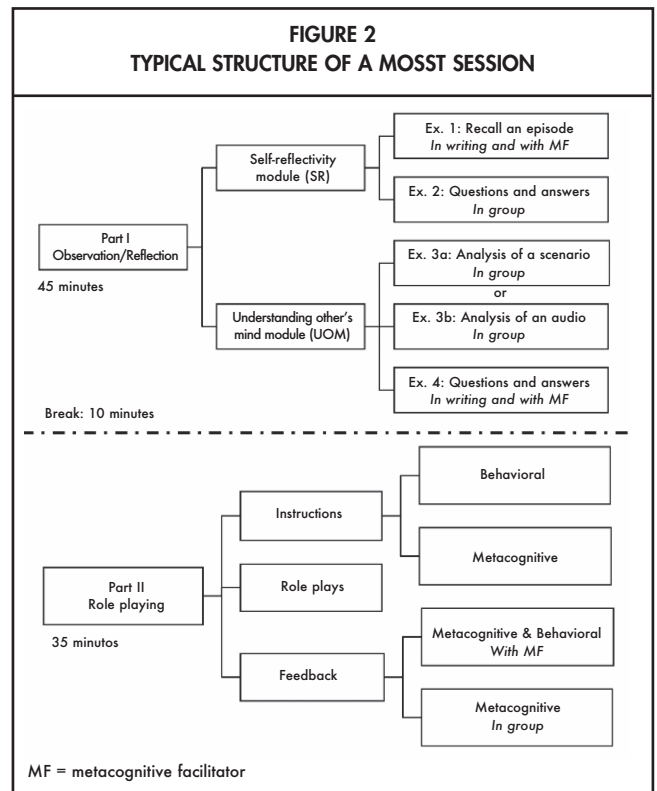 FIGURE 2
TYPICAL STRUCTURE OF A MOSST SESSION
Part I
Observation/Reflection
45 minutes
Self-reflectivity
module (SR)
Ex. 1: Recall an episode
In writing and with MF
Ex. 2: Questions and answers
In group
Understanding other's
mind module (UOM)
Ex. 3a: Analysis of a scenario
In group
or
Ex. 3b: Analysis of an audio
In group
Ex. 4: Questions and answers
In writing and with MF
Break: 10 minutes
Part II
Role playing
35 minutos
Instructions
Behavioral
Metacognitive
Role plays
Feedback
Metacognitive & Behavioral
With MF
Metacognitive
In group
MF = metacognitive facilitator